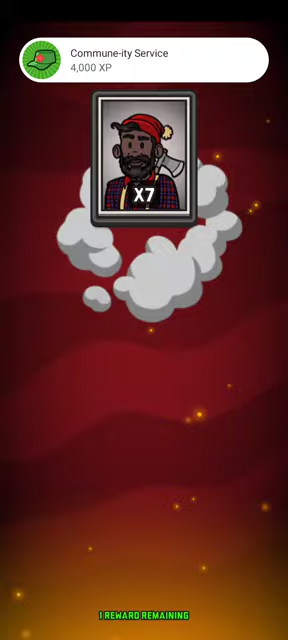 Commune-ity Service
4,000 XP
X7
1 REWARD REMAINING